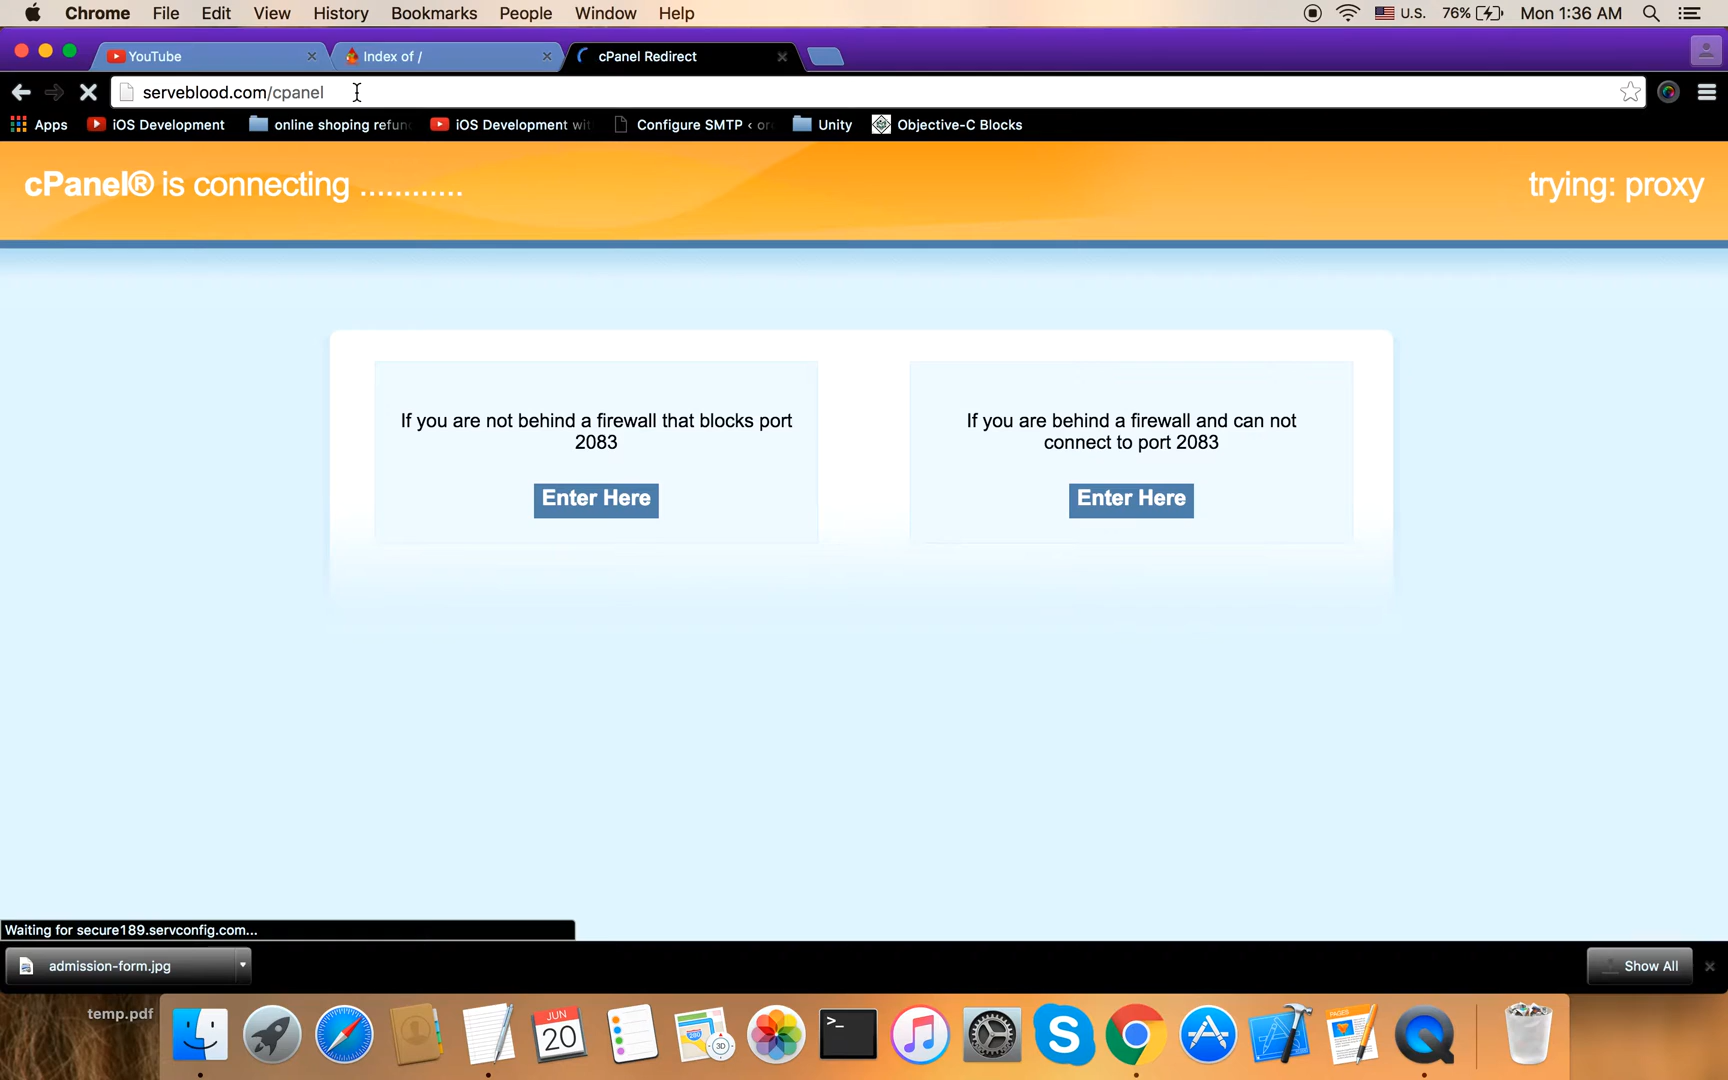 Chrome File Edit View History Bookmarks People Window Help U.S. 76% Mon 1:36 AM
YouTube Index of / cPanel Redirect
serveblood.com/cpanel
Apps iOS Development online shoping refun iOS Development wit Configure SMTP ‹ or Unity Objective-C Blocks
cPanel® is connecting ............
trying: proxy
If you are not behind a firewall that blocks port
2083
Enter Here
If you are behind a firewall and can not
connect to port 2083
Enter Here
Waiting for secure189.servconfig.com...
admission-form.jpg
Show All
temp.pdf
JUN
20
3D
>_
S
PAGES